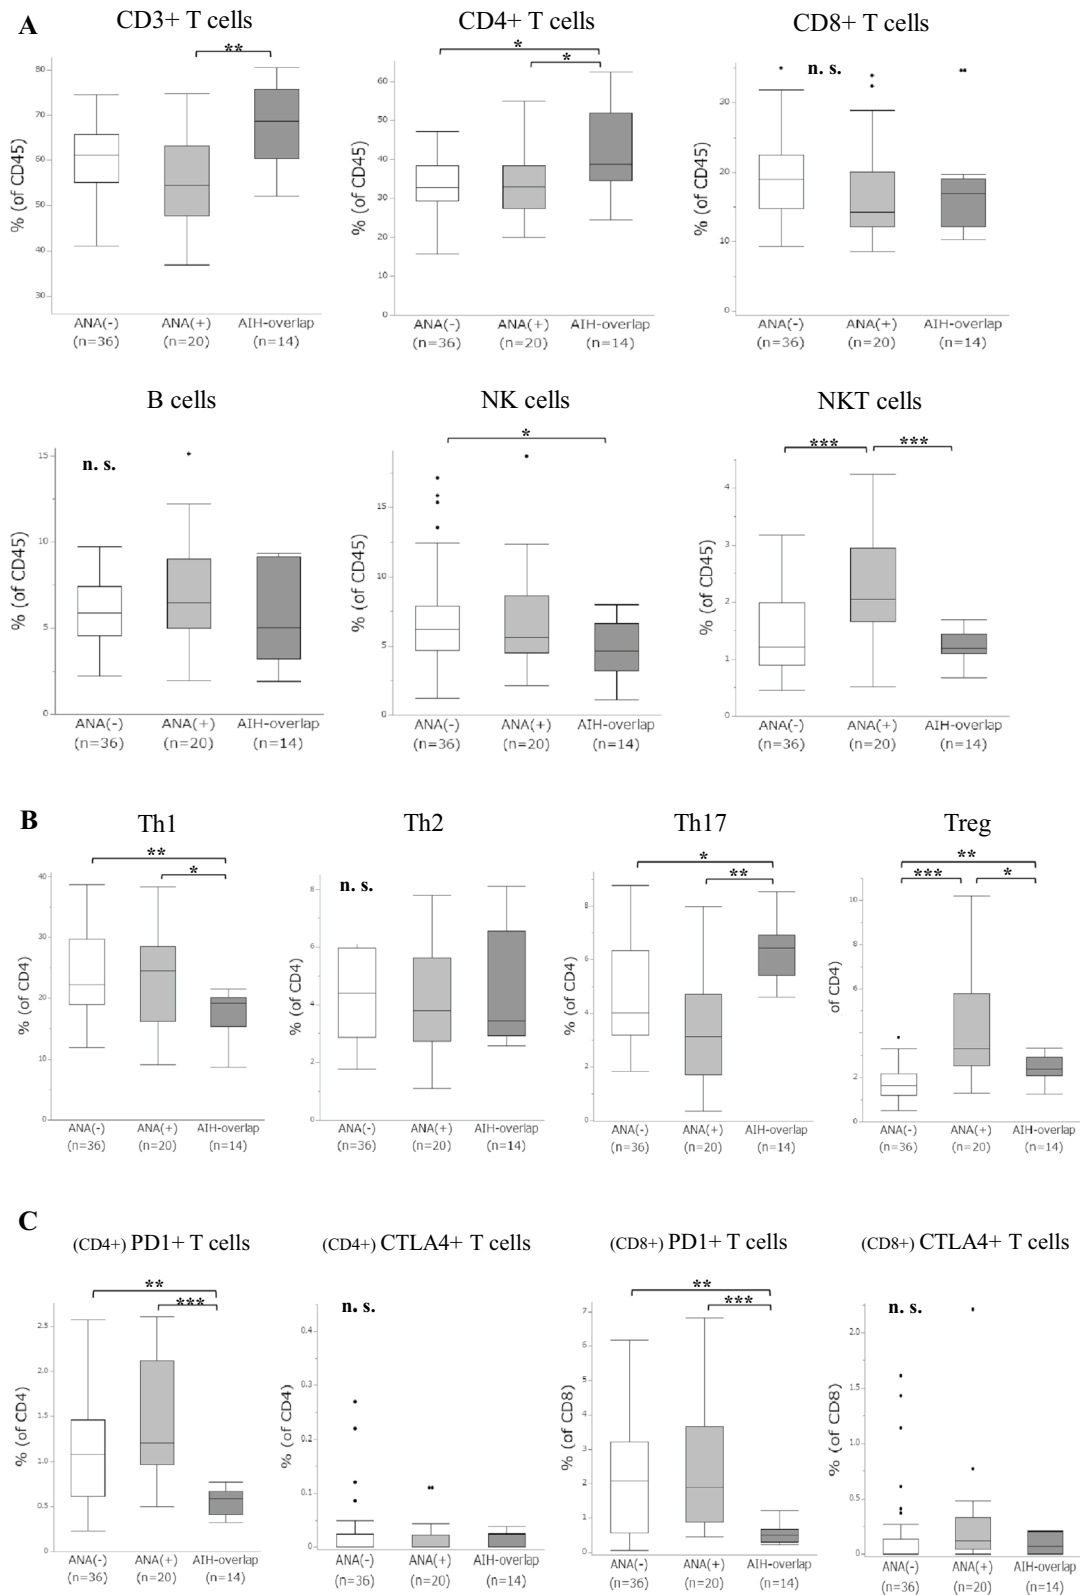 A
CD3+ T cells
CD4+ T cells
CD8+ T cells
**
*
*
n. s.
% (of CD45)
80
70
60
50
40
30
ANA(-)
ANA(+)
AIH-overlap
(n=36)
(n=20)
(n=14)
% (of CD45)
60
50
40
30
20
10
0
ANA(-)
ANA(+)
AIH-overlap
(n=36)
(n=20)
(n=14)
% (of CD45)
30
20
10
0
ANA(-)
ANA(+)
AIH-overlap
(n=36)
(n=20)
(n=14)
B cells
NK cells
NKT cells
n. s.
*
***
***
% (of CD45)
15
10
5
0
ANA(-)
ANA(+)
AIH-overlap
(n=36)
(n=20)
(n=14)
% (of CD45)
15
10
5
0
ANA(-)
ANA(+)
AIH-overlap
(n=36)
(n=20)
(n=14)
% (of CD45)
4
3
2
1
0
ANA(-)
ANA(+)
AIH-overlap
(n=36)
(n=20)
(n=14)
B
Th1
Th2
Th17
Treg
**
*
n. s.
*
**
**
***
*
% (of CD4)
40
30
20
10
0
ANA(-)
ANA(+)
AIH-overlap
(n=36)
(n=20)
(n=14)
% (of CD4)
8
6
4
2
0
ANA(-)
ANA(+)
AIH-overlap
(n=36)
(n=20)
(n=14)
% (of CD4)
8
6
4
2
0
ANA(-)
ANA(+)
AIH-overlap
(n=36)
(n=20)
(n=14)
of CD4)
10
8
6
4
2
0
ANA(-)
ANA(+)
AIH-overlap
(n=36)
(n=20)
(n=14)
C
(CD4+) PD1+ T cells
(CD4+) CTLA4+ T cells
(CD8+) PD1+ T cells
(CD8+) CTLA4+ T cells
**
***
n. s.
**
***
n. s.
% (of CD4)
2.5
2.0
1.5
1.0
0.5
0.0
ANA(-)
ANA(+)
AIH-overlap
(n=36)
(n=20)
(n=14)
% (of CD4)
0.5
0.4
0.3
0.2
0.1
0.0
ANA(-)
ANA(+)
AIH-overlap
(n=36)
(n=20)
(n=14)
% (of CD8)
7
6
5
4
3
2
1
0
ANA(-)
ANA(+)
AIH-overlap
(n=36)
(n=20)
(n=14)
% (of CD8)
2.0
1.5
1.0
0.5
0.0
ANA(-)
ANA(+)
AIH-overlap
(n=36)
(n=20)
(n=14)